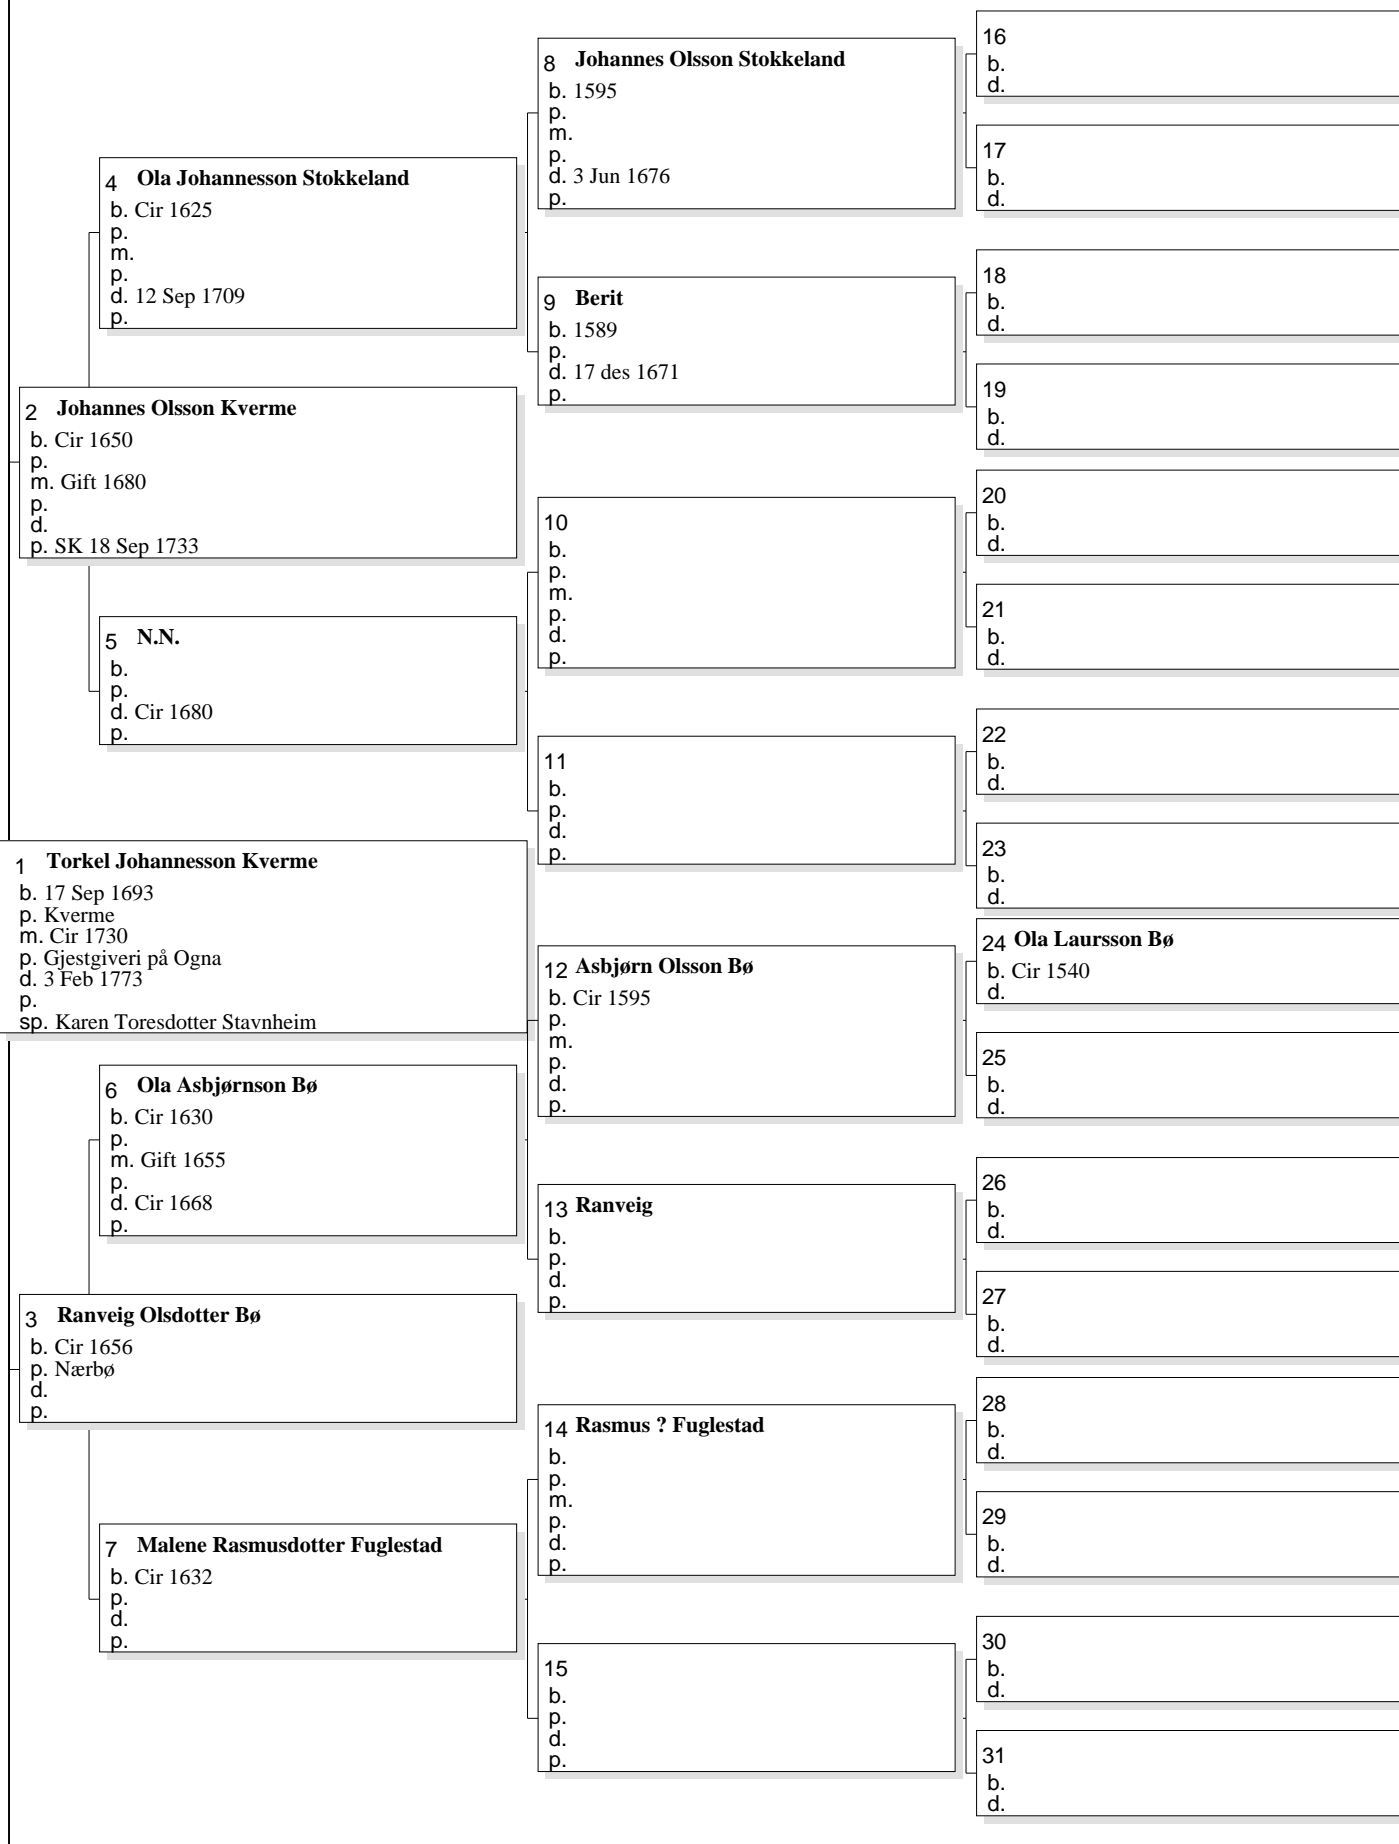 16
b.
d.
8 Johannes Olsson Stokkeland
b. 1595
p.
m.
p.
d. 3 Jun 1676
p.
17
b.
d.
4 Ola Johannesson Stokkeland
b. Cir 1625
p.
m.
p.
d. 12 Sep 1709
p.
18
b.
d.
9 Berit
b. 1589
p.
d. 17 des 1671
p.
19
b.
d.
2 Johannes Olsson Kverme
b. Cir 1650
p.
m. Gift 1680
p.
d.
p. SK 18 Sep 1733
20
b.
d.
10
b.
p.
m.
p.
d.
p.
21
b.
d.
5 N.N.
b.
p.
d. Cir 1680
p.
22
b.
d.
11
b.
p.
d.
p.
23
b.
d.
1 Torkel Johannesson Kverme
b. 17 Sep 1693
p. Kverme
m. Cir 1730
p. Gjestgiveri på Ogna
d. 3 Feb 1773
p.
sp. Karen Toresdotter Stavnheim
24 Ola Laursson Bø
b. Cir 1540
d.
12 Asbjørn Olsson Bø
b. Cir 1595
p.
m.
p.
d.
p.
25
b.
d.
6 Ola Asbjørnson Bø
b. Cir 1630
p.
m. Gift 1655
p.
d. Cir 1668
p.
26
b.
d.
13 Ranveig
b.
p.
d.
p.
27
b.
d.
3 Ranveig Olsdotter Bø
b. Cir 1656
p. Nærbø
d.
p.
28
b.
d.
14 Rasmus ? Fuglestad
b.
p.
m.
p.
d.
p.
29
b.
d.
7 Malene Rasmusdotter Fuglestad
b. Cir 1632
p.
d.
p.
30
b.
d.
15
b.
p.
d.
p.
31
b.
d.